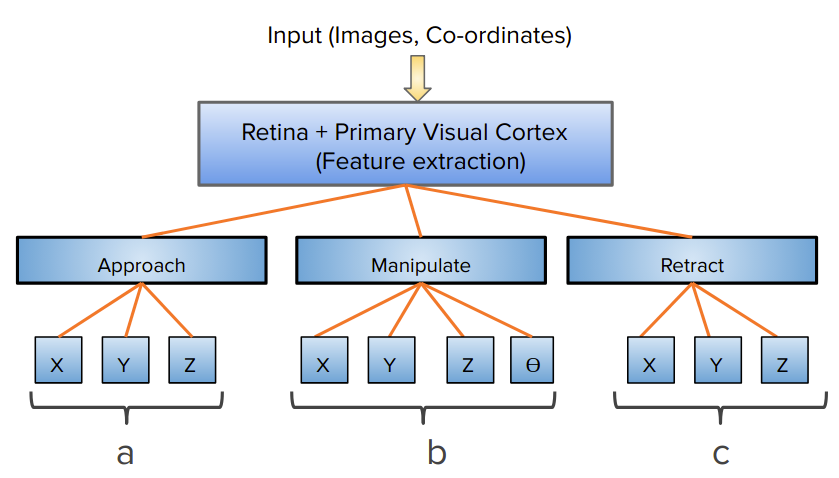 Input (Images, Co-ordinates)
Retina + Primary Visual Cortex
(Feature extraction)
Approach
Manipulate
Retract
X Y Z
X Y Z Θ
X Y Z
a
b
c